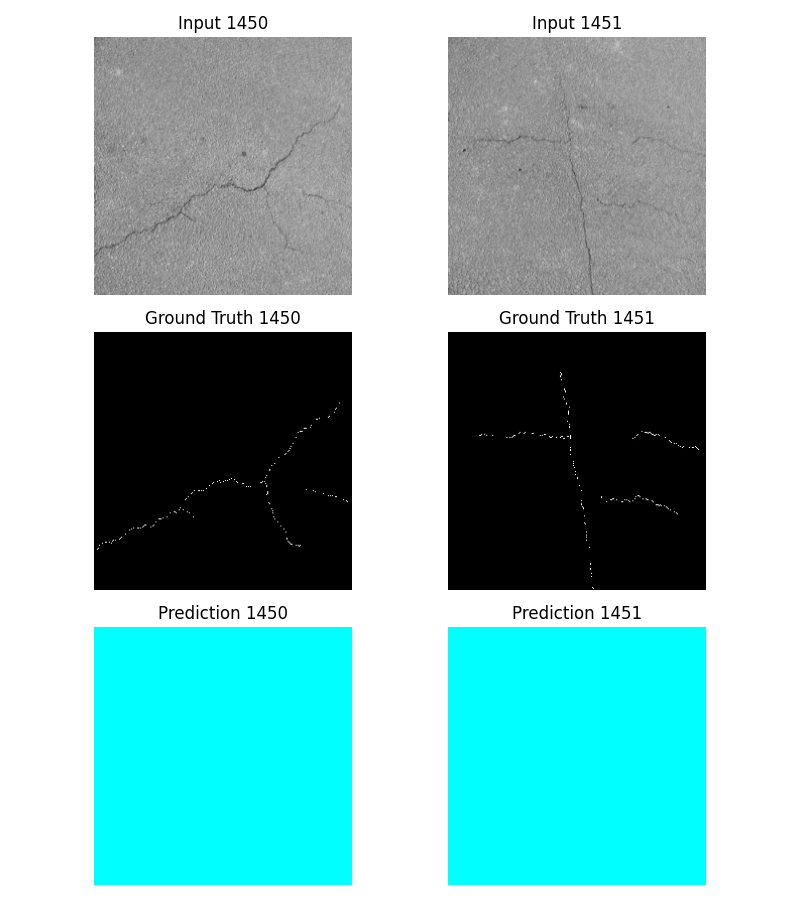 Input 1450
Input 1451
Ground Truth 1450
Ground Truth 1451
Prediction 1450
Prediction 1451